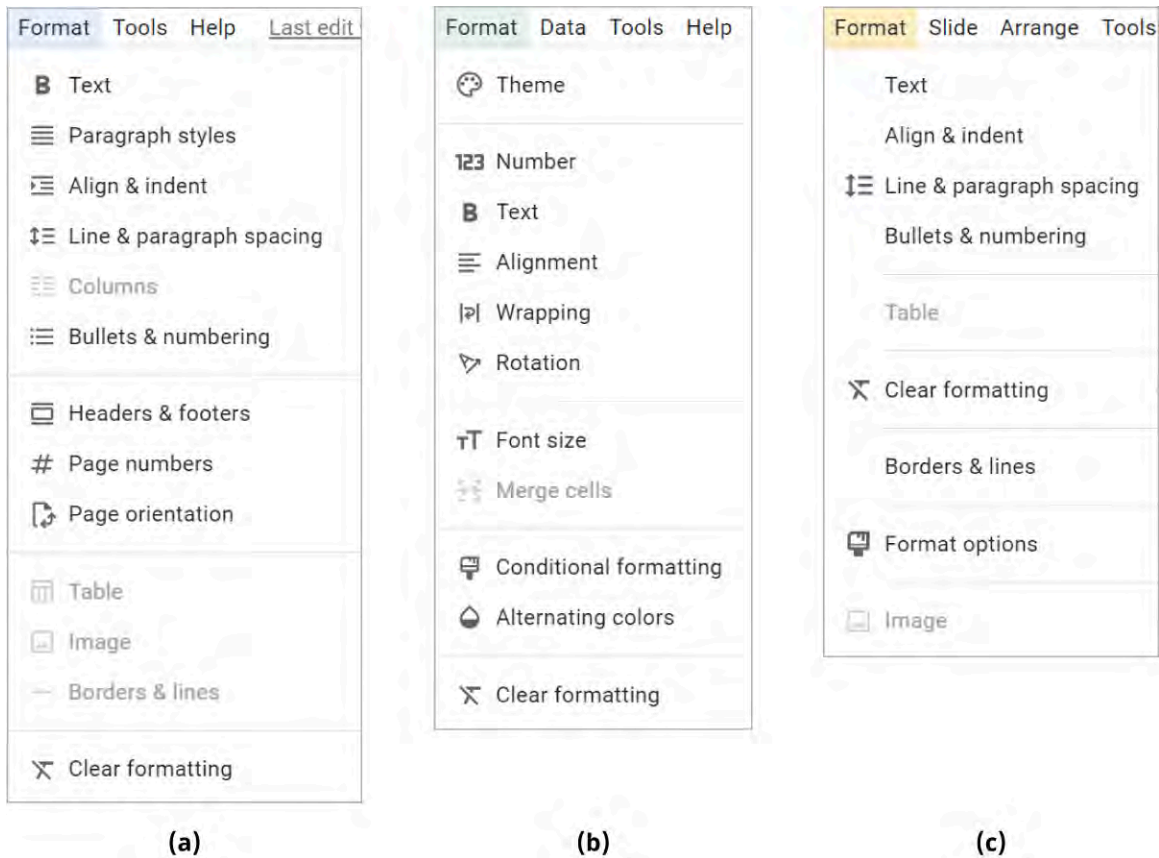 Format Tools Help Last edit
Text
Paragraph styles
Align & indent
Line & paragraph spacing
Columns
Bullets & numbering
Headers & footers
Page numbers
Page orientation
Table
Image
Borders & lines
Clear formatting
(a)
Format Data Tools Help
Theme
123 Number
B Text
Alignment
Wrapping
Rotation
Font size
Merge cells
Conditional formatting
Alternating colors
Clear formatting
(b)
Format Slide Arrange Tools
Text
Align & indent
Line & paragraph spacing
Bullets & numbering
Table
Clear formatting
Borders & lines
Format options
Image
(c)